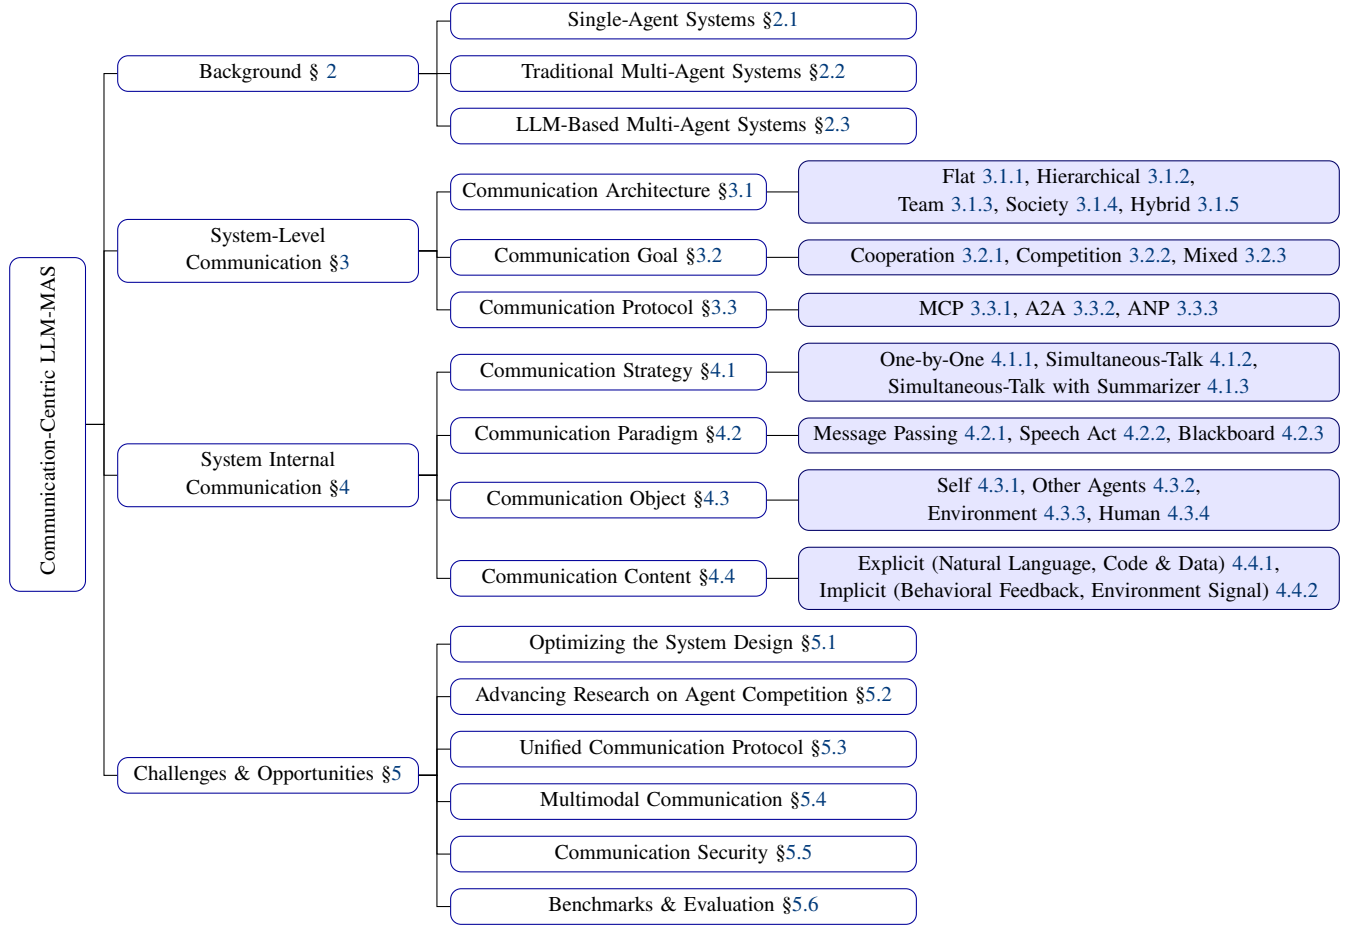 Communication-Centric LLM-MAS
Background § 2
Single-Agent Systems §2.1
Traditional Multi-Agent Systems §2.2
LLM-Based Multi-Agent Systems §2.3
System-Level
Communication §3
Communication Architecture §3.1
Flat 3.1.1, Hierarchical 3.1.2,
Team 3.1.3, Society 3.1.4, Hybrid 3.1.5
Communication Goal §3.2
Cooperation 3.2.1, Competition 3.2.2, Mixed 3.2.3
Communication Protocol §3.3
MCP 3.3.1, A2A 3.3.2, ANP 3.3.3
System Internal
Communication §4
Communication Strategy §4.1
One-by-One 4.1.1, Simultaneous-Talk 4.1.2,
Simultaneous-Talk with Summarizer 4.1.3
Communication Paradigm §4.2
Message Passing 4.2.1, Speech Act 4.2.2, Blackboard 4.2.3
Communication Object §4.3
Self 4.3.1, Other Agents 4.3.2,
Environment 4.3.3, Human 4.3.4
Communication Content §4.4
Explicit (Natural Language, Code & Data) 4.4.1,
Implicit (Behavioral Feedback, Environment Signal) 4.4.2
Challenges & Opportunities §5
Optimizing the System Design §5.1
Advancing Research on Agent Competition §5.2
Unified Communication Protocol §5.3
Multimodal Communication §5.4
Communication Security §5.5
Benchmarks & Evaluation §5.6